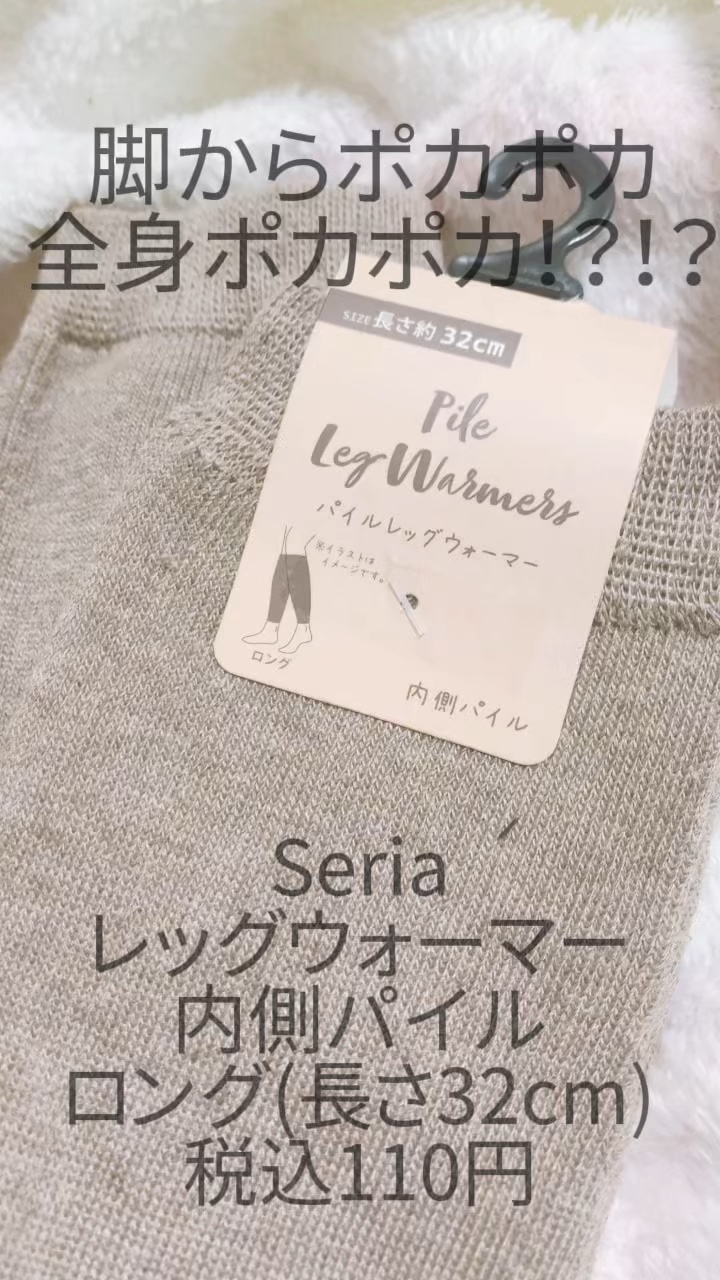 脚からポカポカ
全身ポカポカ!?!?
SIZE 長さ約 32cm
Pile
Leg Warmers
パイルレッグウォーマー
※イラストは
イメージです。
ロング
内側パイル
Seria
レッグウォーマー
内側パイル
ロング(長さ32cm)
税込110円